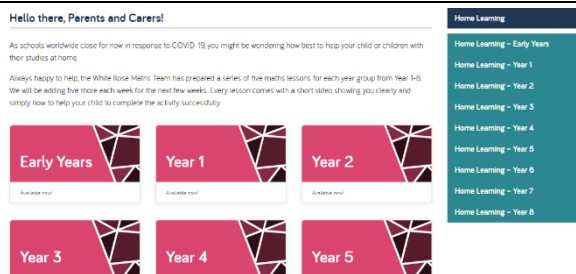 Hello there, Parents and Carers!
As schools worldwide close for now in response to COVID-19, you might be wondering how best to help your child or children with
their studies at home.
Always happy to help, the White Rose Maths Team has prepared a series of five maths lessons for each year group from Year 1-8.
We will be adding five more each week for the next few weeks. Every lesson comes with a short video showing you clearly and
simply how to help your child to complete the activity successfully.
Early Years
Available now!
Year 1
Available now!
Year 2
Available now!
Year 3
Year 4
Year 5
Home Learning
Home Learning – Early Years
Home Learning – Year 1
Home Learning – Year 2
Home Learning – Year 3
Home Learning – Year 4
Home Learning – Year 5
Home Learning – Year 6
Home Learning – Year 7
Home Learning – Year 8